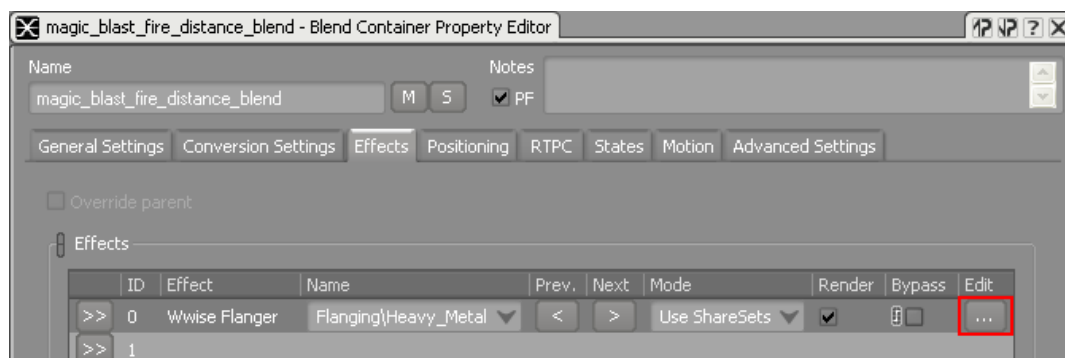 magic_blast_fire_distance_blend - Blend Container Property Editor
Name
Notes
magic_blast_fire_distance_blend M S PF
General Settings Conversion Settings Effects Positioning RTPC States Motion Advanced Settings
Override parent
Effects
ID Effect Name Prev. Next Mode Render Bypass Edit
>> 0 Wwise Flanger Flanging\Heavy_Metal < > Use ShareSets ...
>> 1